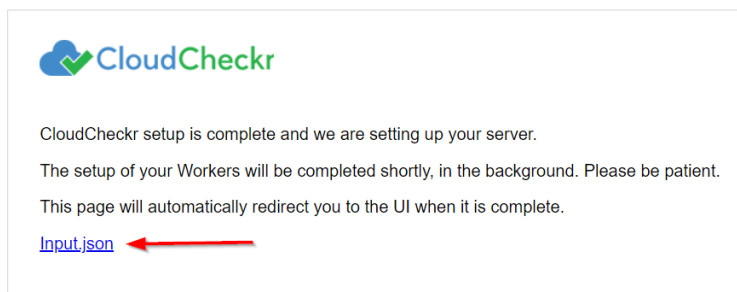 CloudCheckr
CloudCheckr setup is complete and we are setting up your server.
The setup of your Workers will be completed shortly, in the background. Please be patient.
This page will automatically redirect you to the UI when it is complete.
Input.json